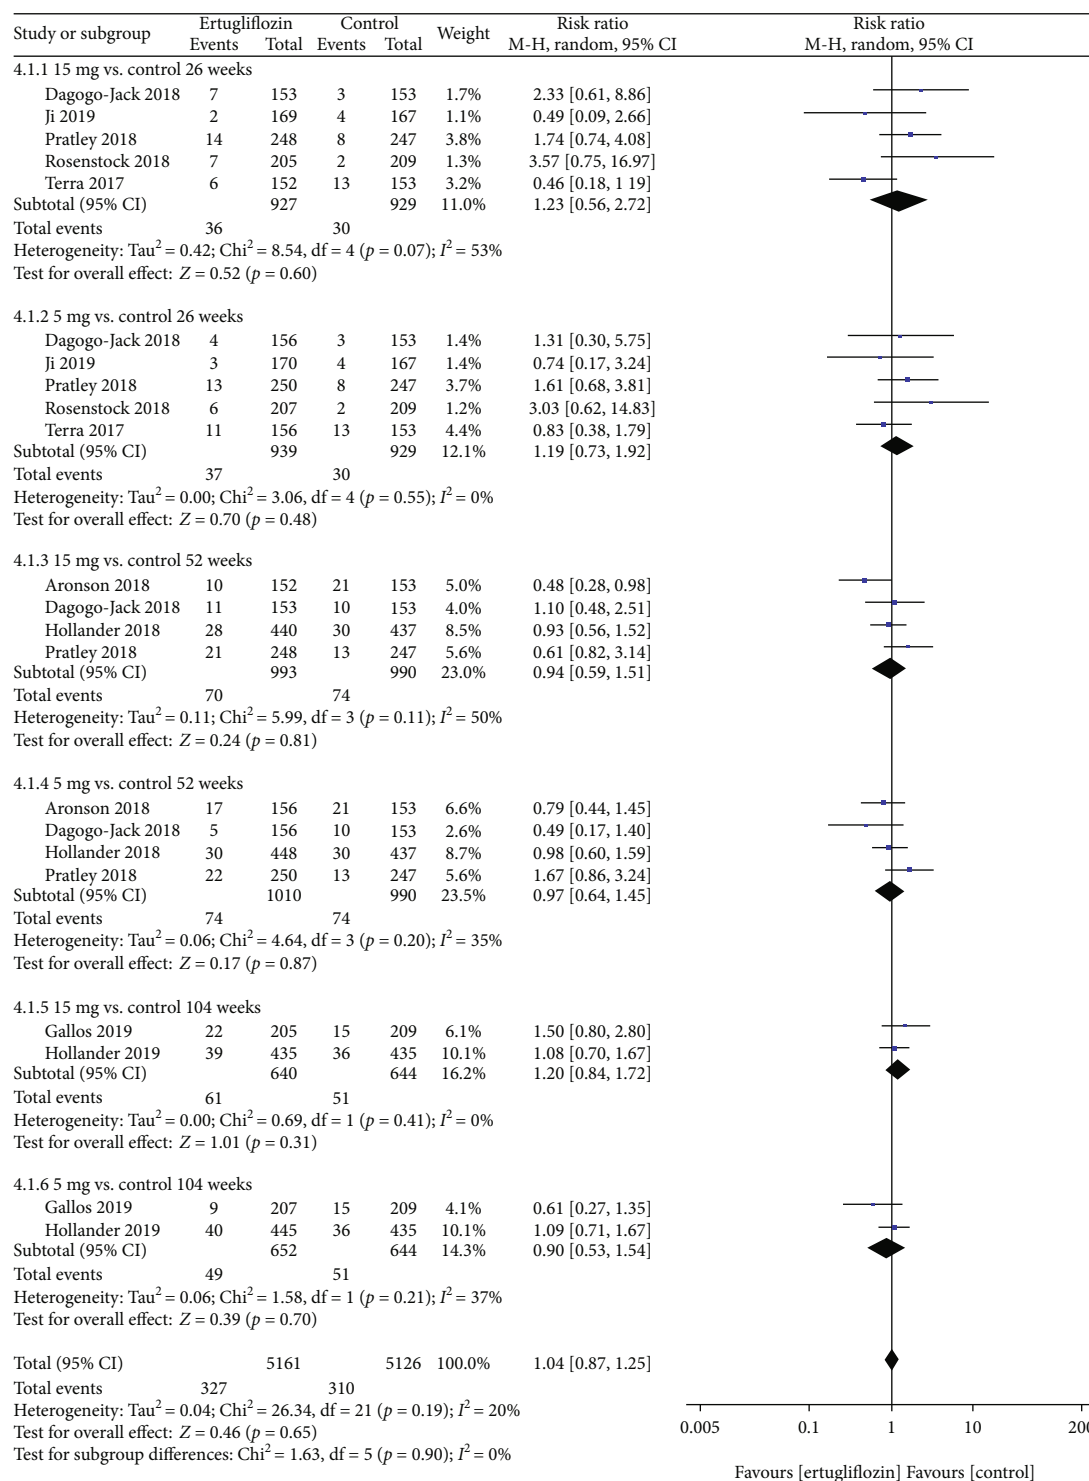 Study or subgroup Ertugliflozin Control Weight Risk ratio Risk ratio
Events Total Events Total M-H, random, 95% CI M-H, random, 95% CI
4.1.1 15 mg vs. control 26 weeks
Dagogo-Jack 2018 7 153 3 153 1.7% 2.33 [0.61, 8.86]
Ji 2019 2 169 4 167 1.1% 0.49 [0.09, 2.66]
Pratley 2018 14 248 8 247 3.8% 1.74 [0.74, 4.08]
Rosenstock 2018 7 205 2 209 1.3% 3.57 [0.75, 16.97]
Terra 2017 6 152 13 153 3.2% 0.46 [0.18, 1 19]
Subtotal (95% CI) 927 929 11.0% 1.23 [0.56, 2.72]
Total events 36 30
Heterogeneity: Tau² = 0.42; Chi² = 8.54, df = 4 (p = 0.07); I² = 53%
Test for overall effect: Z = 0.52 (p = 0.60)
4.1.2 5 mg vs. control 26 weeks
Dagogo-Jack 2018 4 156 3 153 1.4% 1.31 [0.30, 5.75]
Ji 2019 3 170 4 167 1.4% 0.74 [0.17, 3.24]
Pratley 2018 13 250 8 247 3.7% 1.61 [0.68, 3.81]
Rosenstock 2018 6 207 2 209 1.2% 3.03 [0.62, 14.83]
Terra 2017 11 156 13 153 4.4% 0.83 [0.38, 1.79]
Subtotal (95% CI) 939 929 12.1% 1.19 [0.73, 1.92]
Total events 37 30
Heterogeneity: Tau² = 0.00; Chi² = 3.06, df = 4 (p = 0.55); I² = 0%
Test for overall effect: Z = 0.70 (p = 0.48)
4.1.3 15 mg vs. control 52 weeks
Aronson 2018 10 152 21 153 5.0% 0.48 [0.28, 0.98]
Dagogo-Jack 2018 11 153 10 153 4.0% 1.10 [0.48, 2.51]
Hollander 2018 28 440 30 437 8.5% 0.93 [0.56, 1.52]
Pratley 2018 21 248 13 247 5.6% 0.61 [0.82, 3.14]
Subtotal (95% CI) 993 990 23.0% 0.94 [0.59, 1.51]
Total events 70 74
Heterogeneity: Tau² = 0.11; Chi² = 5.99, df = 3 (p = 0.11); I² = 50%
Test for overall effect: Z = 0.24 (p = 0.81)
4.1.4 5 mg vs. control 52 weeks
Aronson 2018 17 156 21 153 6.6% 0.79 [0.44, 1.45]
Dagogo-Jack 2018 5 156 10 153 2.6% 0.49 [0.17, 1.40]
Hollander 2018 30 448 30 437 8.7% 0.98 [0.60, 1.59]
Pratley 2018 22 250 13 247 5.6% 1.67 [0.86, 3.24]
Subtotal (95% CI) 1010 990 23.5% 0.97 [0.64, 1.45]
Total events 74 74
Heterogeneity: Tau² = 0.06; Chi² = 4.64, df = 3 (p = 0.20); I² = 35%
Test for overall effect: Z = 0.17 (p = 0.87)
4.1.5 15 mg vs. control 104 weeks
Gallos 2019 22 205 15 209 6.1% 1.50 [0.80, 2.80]
Hollander 2019 39 435 36 435 10.1% 1.08 [0.70, 1.67]
Subtotal (95% CI) 640 644 16.2% 1.20 [0.84, 1.72]
Total events 61 51
Heterogeneity: Tau² = 0.00; Chi² = 0.69, df = 1 (p = 0.41); I² = 0%
Test for overall effect: Z = 1.01 (p = 0.31)
4.1.6 5 mg vs. control 104 weeks
Gallos 2019 9 207 15 209 4.1% 0.61 [0.27, 1.35]
Hollander 2019 40 445 36 435 10.1% 1.09 [0.71, 1.67]
Subtotal (95% CI) 652 644 14.3% 0.90 [0.53, 1.54]
Total events 49 51
Heterogeneity: Tau² = 0.06; Chi² = 1.58, df = 1 (p = 0.21); I² = 37%
Test for overall effect: Z = 0.39 (p = 0.70)
Total (95% CI) 5161 5126 100.0% 1.04 [0.87, 1.25]
Total events 327 310
Heterogeneity: Tau² = 0.04; Chi² = 26.34, df = 21 (p = 0.19); I² = 20%
Test for overall effect: Z = 0.46 (p = 0.65)
Test for subgroup differences: Chi² = 1.63, df = 5 (p = 0.90); I² = 0%
0.005 0.1 1 10 200
Favours [ertugliflozin] Favours [control]